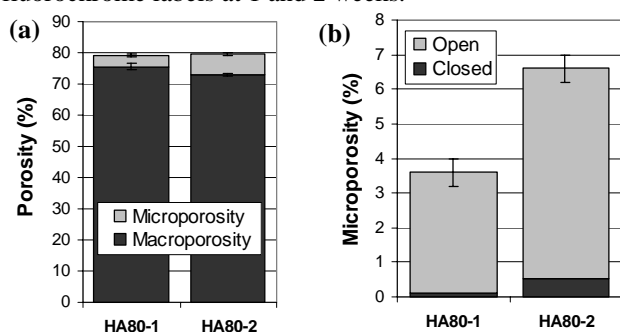 fluorochrome labels at 1 and 2 weeks.
(a)
Porosity (%)
90
80
70
60
50
40
30
20
10
0
Microporosity
Macroporosity
HA80-1 HA80-2
(b)
Microporosity (%)
8
7
6
5
4
3
2
1
0
Open
Closed
HA80-1 HA80-2